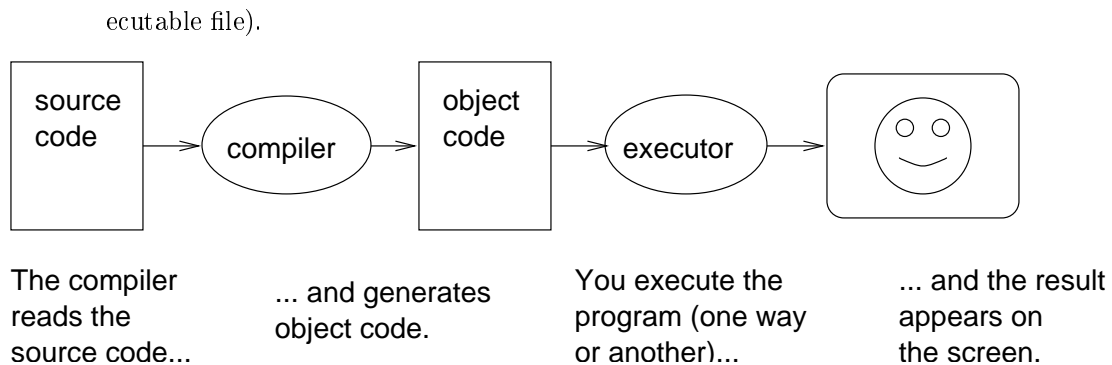 ecutable file).
source
code
compiler
object
code
executor
The compiler
reads the
source code...
... and generates
object code.
You execute the
program (one way
or another)...
... and the result
appears on
the screen.